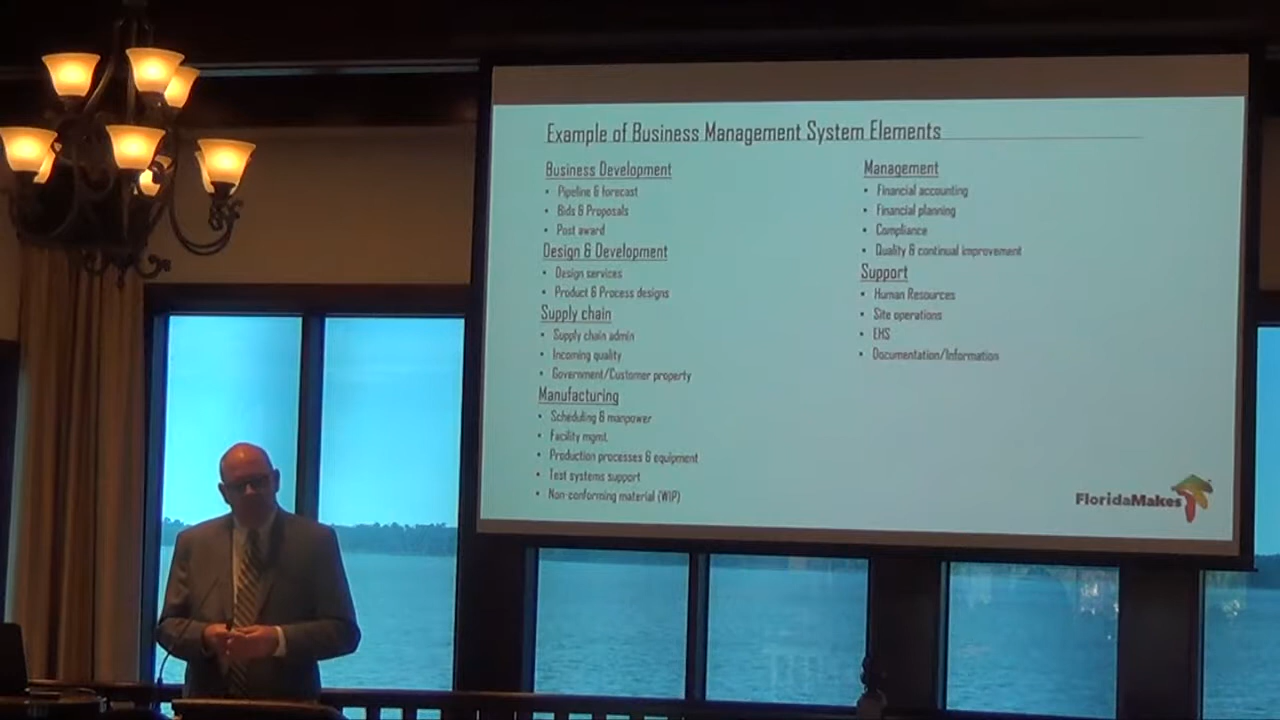 Example of Business Management System Elements
Business Development
• Pipeline & forecast
• Bids & Proposals
• Post award
Design & Development
• Design services
• Product & Process designs
Supply chain
• Supply chain admin
• Incoming quality
• Government/Customer property
Manufacturing
• Scheduling & manpower
• Facility mgmt.
• Production processes & equipment
• Test systems support
• Non-conforming material (WIP)
Management
• Financial accounting
• Financial planning
• Compliance
• Quality & continual improvement
Support
• Human Resources
• Site operations
• EHS
• Documentation/Information
FloridaMakes